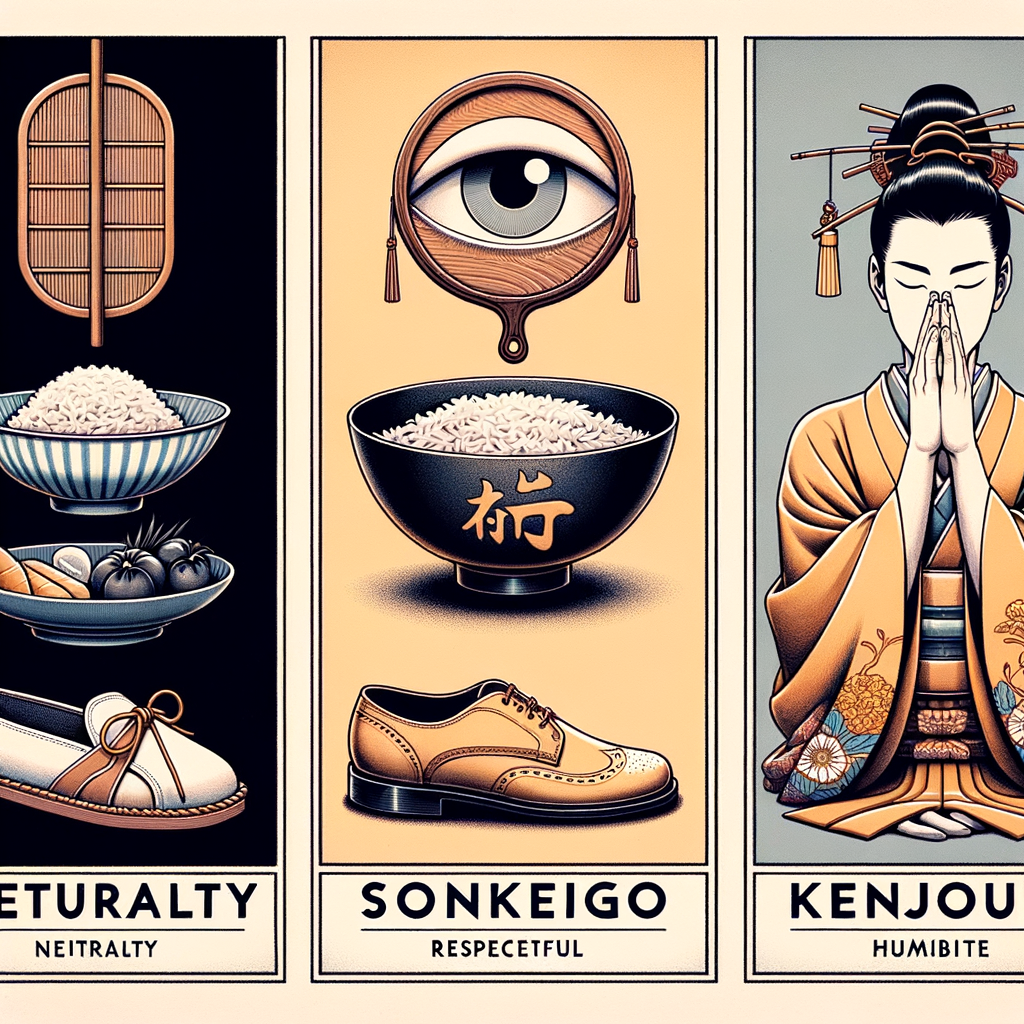 ETURALTY
NEITRALTY
SONKEIGO
RESPECETFUL
KENJOU
HUMIBITE